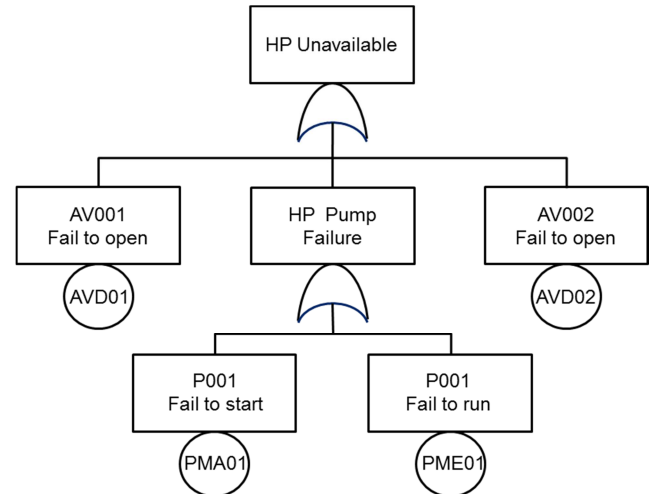 HP Unavailable
AV001
Fail to open
HP Pump
Failure
AV002
Fail to open
AVD01
AVD02
P001
Fail to start
P001
Fail to run
PMA01
PME01